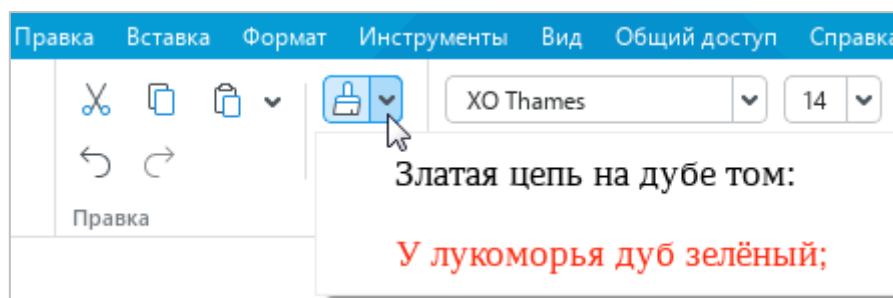 Правка Вставка Формат Инструменты Вид Общий доступ Справка
XO Thames 14
Златая цепь на дубе том:
Правка
У лукоморья дуб зелёный;